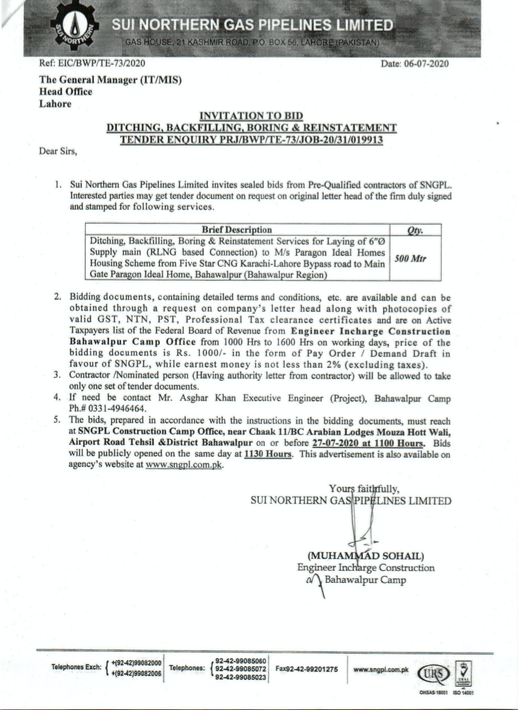 SUI NORTHERN GAS PIPELINES LIMITED
GAS HOUSE, 21 KASHMIR ROAD, P.O. BOX 56, LAHORE (PAKISTAN)
SUI NORTHERN
Ref: EIC/BWP/TE-73/2020 Date: 06-07-2020
The General Manager (IT/MIS)
Head Office
Lahore
INVITATION TO BID
DITCHING, BACKFILLING, BORING & REINSTATEMENT
TENDER ENQUIRY PRJ/BWP/TE-73/JOB-20/31/019913
Dear Sirs,
1. Sui Northern Gas Pipelines Limited invites sealed bids from Pre-Qualified contractors of SNGPL.
Interested parties may get tender document on request on original letter head of the firm duly signed
and stamped for following services.
Brief Description Qty.
Ditching, Backfilling, Boring & Reinstatement Services for Laying of 6"Ø
Supply main (RLNG based Connection) to M/s Paragon Ideal Homes
Housing Scheme from Five Star CNG Karachi-Lahore Bypass road to Main
Gate Paragon Ideal Home, Bahawalpur (Bahawalpur Region)
500 Mtr
2. Bidding documents, containing detailed terms and conditions, etc. are available and can be
obtained through a request on company's letter head along with photocopies of
valid GST, NTN, PST, Professional Tax clearance certificates and are on Active
Taxpayers list of the Federal Board of Revenue from Engineer Incharge Construction
Bahawalpur Camp Office from 1000 Hrs to 1600 Hrs on working days, price of the
bidding documents is Rs. 1000/- in the form of Pay Order / Demand Draft in
favour of SNGPL, while earnest money is not less than 2% (excluding taxes).
3. Contractor /Nominated person (Having authority letter from contractor) will be allowed to take
only one set of tender documents.
4. If need be contact Mr. Asghar Khan Executive Engineer (Project), Bahawalpur Camp
Ph.# 0331-4946464.
5. The bids, prepared in accordance with the instructions in the bidding documents, must reach
at SNGPL Construction Camp Office, near Chaak 11/BC Arabian Lodges Mouza Hott Wali,
Airport Road Tehsil &District Bahawalpur on or before 27-07-2020 at 1100 Hours. Bids
will be publicly opened on the same day at 1130 Hours. This advertisement is also available on
agency's website at www.sngpl.com.pk.
Yours faithfully,
SUI NORTHERN GAS PIPELINES LIMITED
(MUHAMMAD SOHAIL)
Engineer Incharge Construction
Bahawalpur Camp
Telephones Exch: +(92-42)99082000
+(92-42)99082006
Telephones: 92-42-99085060
92-42-99085072
92-42-99085023
Fax92-42-99201275
www.sngpl.com.pk
URS
OHSAS 18001 ISO 14001